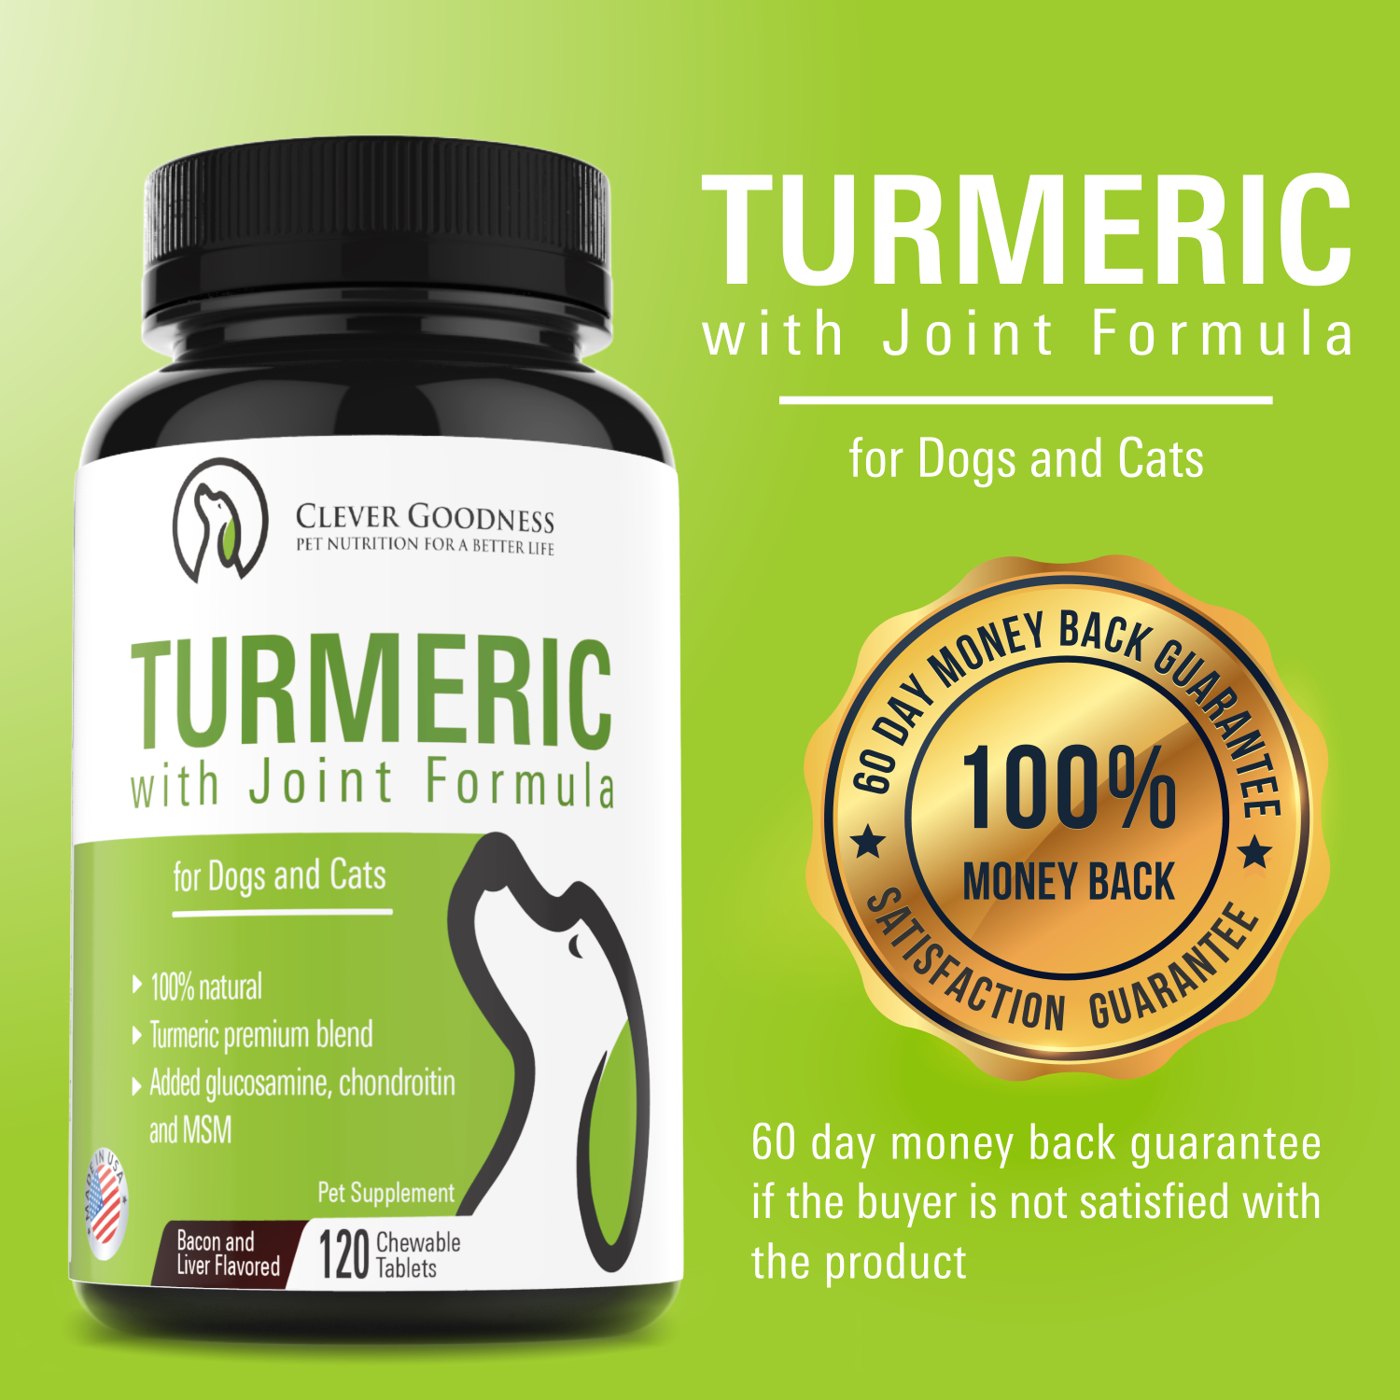 CLEVER GOODNESS
PET NUTRITION FOR A BETTER LIFE
TURMERIC
with Joint Formula
for Dogs and Cats
100% natural
Turmeric premium blend
Added glucosamine, chondroitin
and MSM
MADE IN USA
Pet Supplement
Bacon and
Liver Flavored
120 Chewable
Tablets
TURMERIC
with Joint Formula
for Dogs and Cats
60 DAY MONEY BACK GUARANTEE
100%
MONEY BACK
SATISFACTION GUARANTEE
60 day money back guarantee
if the buyer is not satisfied with
the product